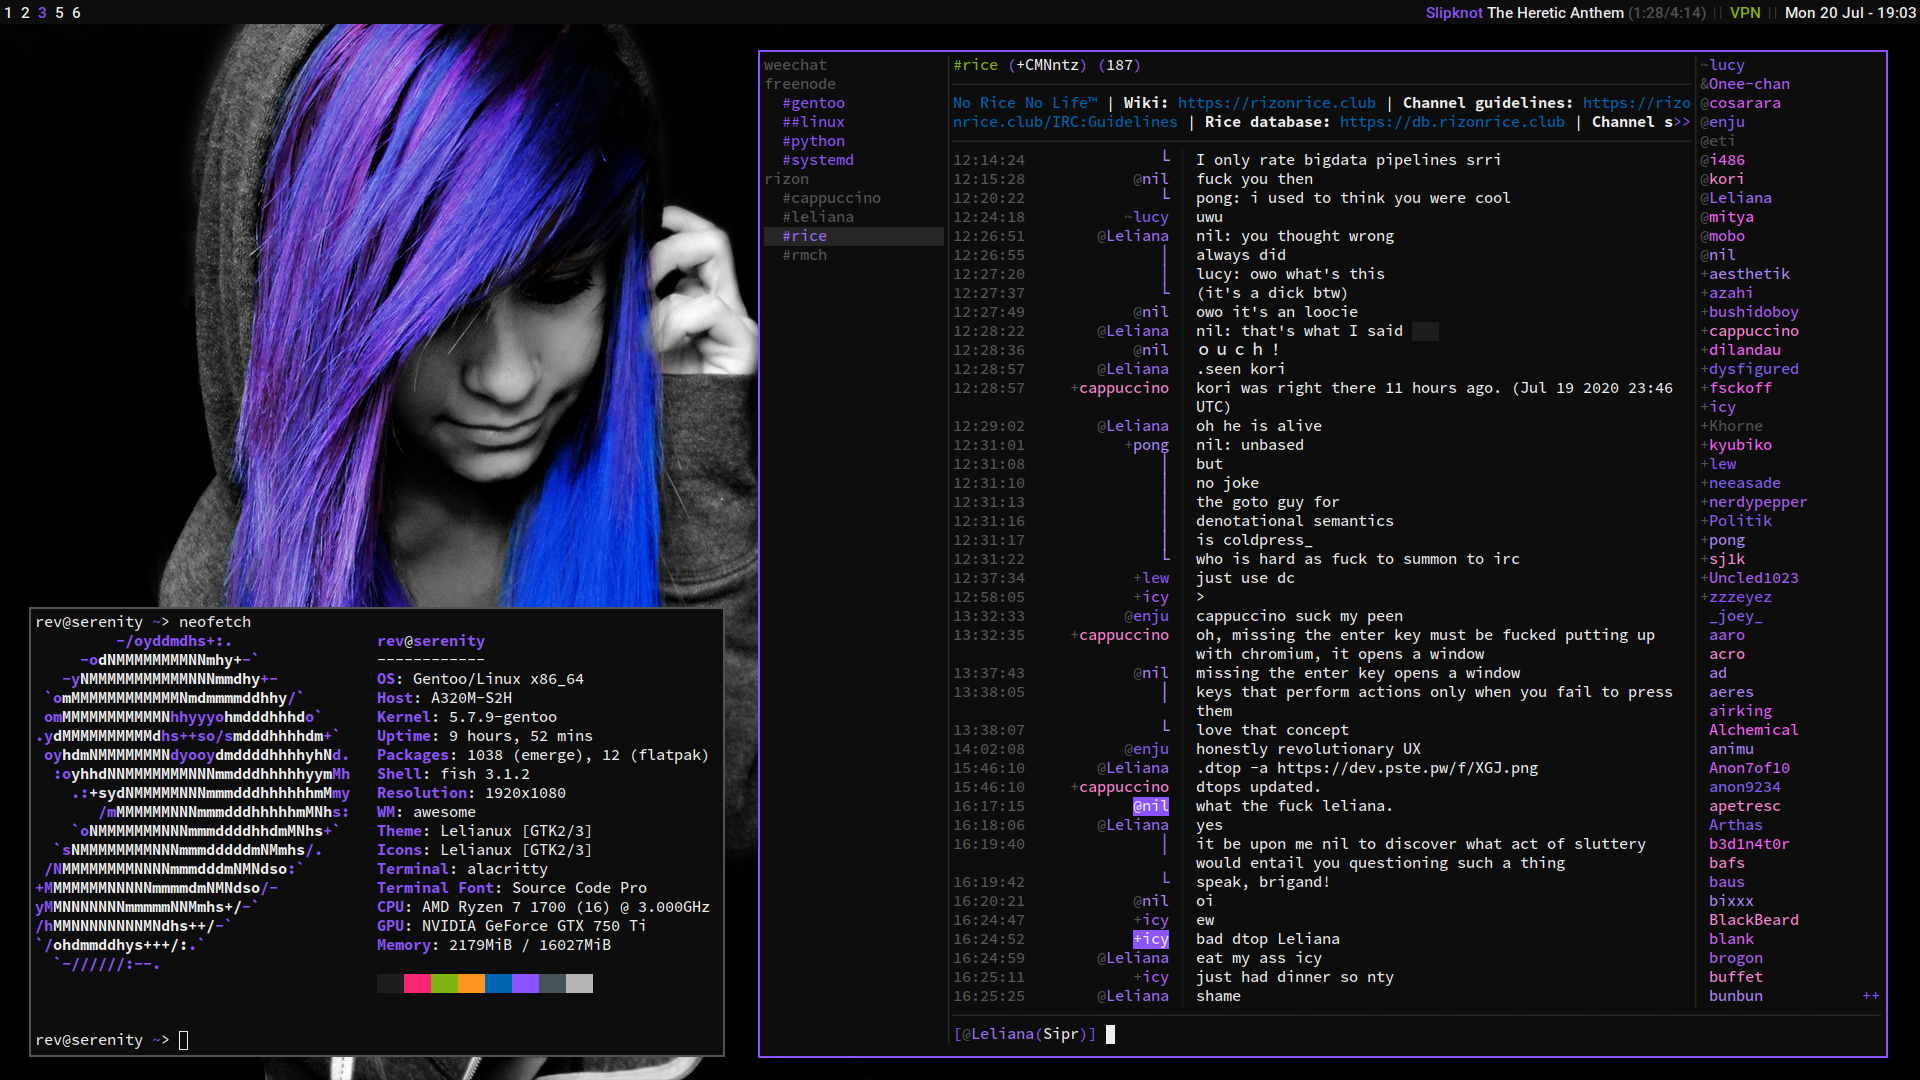 1 2 3 5 6
Slipknot The Heretic Anthem (1:28/4:14) || VPN || Mon 20 Jul - 19:03
weechat
freenode
#gentoo
##linux
#python
#systemd
rizon
#cappuccino
#leliana
#rice
#rmch
#rice (+CMNntz) (187)
No Rice No Life™ | Wiki: https://rizonrice.club | Channel guidelines: https://rizo
nrice.club/IRC:Guidelines | Rice database: https://db.rizonrice.club | Channel s>>
12:14:24 I only rate bigdata pipelines srri
12:15:28 @nil fuck you then
12:20:22 pong: i used to think you were cool
12:24:18 ~lucy uwu
12:26:51 @Leliana nil: you thought wrong
12:26:55 always did
12:27:20 lucy: owo what's this
12:27:37 (it's a dick btw)
12:27:49 @nil owo it's an loocie
12:28:22 @Leliana nil: that's what I said
12:28:36 @nil o u c h !
12:28:57 @Leliana .seen kori
12:28:57 +cappuccino kori was right there 11 hours ago. (Jul 19 2020 23:46
UTC)
12:29:02 @Leliana oh he is alive
12:31:01 +pong nil: unbased
12:31:08 but
12:31:10 no joke
12:31:13 the goto guy for
12:31:16 denotational semantics
12:31:17 is coldpress_
12:31:22 who is hard as fuck to summon to irc
12:37:34 +lew just use dc
12:58:05 +icy >
13:32:33 @enju cappuccino suck my peen
13:32:35 +cappuccino oh, missing the enter key must be fucked putting up
with chromium, it opens a window
13:37:43 @nil missing the enter key opens a window
13:38:05 keys that perform actions only when you fail to press
them
13:38:07 love that concept
14:02:08 @enju honestly revolutionary UX
15:46:10 @Leliana .dtop -a https://dev.pste.pw/f/XGJ.png
15:46:10 +cappuccino dtops updated.
16:17:15 @nil what the fuck leliana.
16:18:06 @Leliana yes
16:19:40 it be upon me nil to discover what act of sluttery
would entail you questioning such a thing
16:19:42 speak, brigand!
16:20:21 @nil oi
16:24:47 +icy ew
16:24:52 +icy bad dtop Leliana
16:24:59 @Leliana eat my ass icy
16:25:11 +icy just had dinner so nty
16:25:25 @Leliana shame
[@Leliana(Sipr)]
~lucy
&Onee-chan
@cosarara
@enju
@eti
@i486
@kori
@Leliana
@mitya
@mobo
@nil
+aesthetik
+azahi
+bushidoboy
+cappuccino
+dilandau
+dysfigured
+fsckoff
+icy
+Khorne
+kyubiko
+lew
+neeasade
+nerdypepper
+Politik
+pong
+sj1k
+Uncled1023
+zzzeyez
_joey_
aaro
acro
ad
aeres
airking
Alchemical
animu
Anon7of10
anon9234
apetresc
Arthas
b3d1n4t0r
bafs
baus
bixxx
BlackBeard
blank
brogon
buffet
bunbun ++
rev@serenity ~> neofetch
-/oyddmdhs+:.
-odNMMMMMMMMNNmhy+-`
-yNMMMMMMMMMMMNNNmmdhy+-
`omMMMMMMMMMMMMNmdmmmmddhhy/`
omMMMMMMMMMMMNhhyyyohmdddhhhdo`
.ydMMMMMMMMMMdhs++so/smdddhhhhdm+`
oyhdmNMMMMMMMNdyooydmddddhhhhyhNd.
:oyhhdNNMMMMMMMNNNmmdddhhhhhyymMh
.:+sydNMMMMMNNNmmmdddhhhhhhmMmy
/mMMMMMMNNNmmmdddhhhhhmMNhs:
`oNMMMMMMMNNNmmmddddhhdmMNhs+`
`sNMMMMMMMMNNNmmmdddddmNMmhs/.
/NMMMMMMMMNNNNmmmdddmNMNdso:`
+MMMMMMMNNNNNmmmmdmNMNdso/-
yMMNNNNNNNmmmmmNNMmhs+/-`
/hMMNNNNNNNNMNdhs++/-`
`/ohdmmddhys+++/:.`
`-//////:--.
rev@serenity
------------
OS: Gentoo/Linux x86_64
Host: A320M-S2H
Kernel: 5.7.9-gentoo
Uptime: 9 hours, 52 mins
Packages: 1038 (emerge), 12 (flatpak)
Shell: fish 3.1.2
Resolution: 1920x1080
WM: awesome
Theme: Lelianux [GTK2/3]
Icons: Lelianux [GTK2/3]
Terminal: alacritty
Terminal Font: Source Code Pro
CPU: AMD Ryzen 7 1700 (16) @ 3.000GHz
GPU: NVIDIA GeForce GTX 750 Ti
Memory: 2179MiB / 16027MiB
rev@serenity ~>